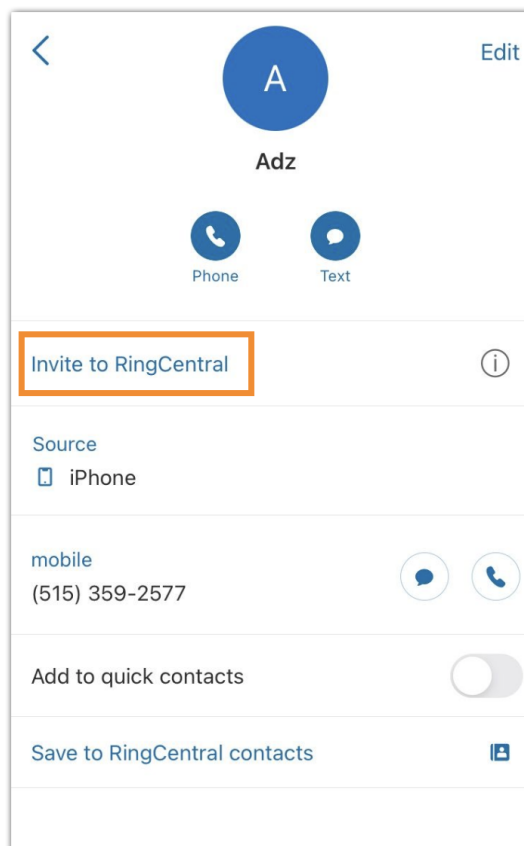 Edit
A
Adz
Phone Text
Invite to RingCentral
Source
iPhone
mobile
(515) 359-2577
Add to quick contacts
Save to RingCentral contacts